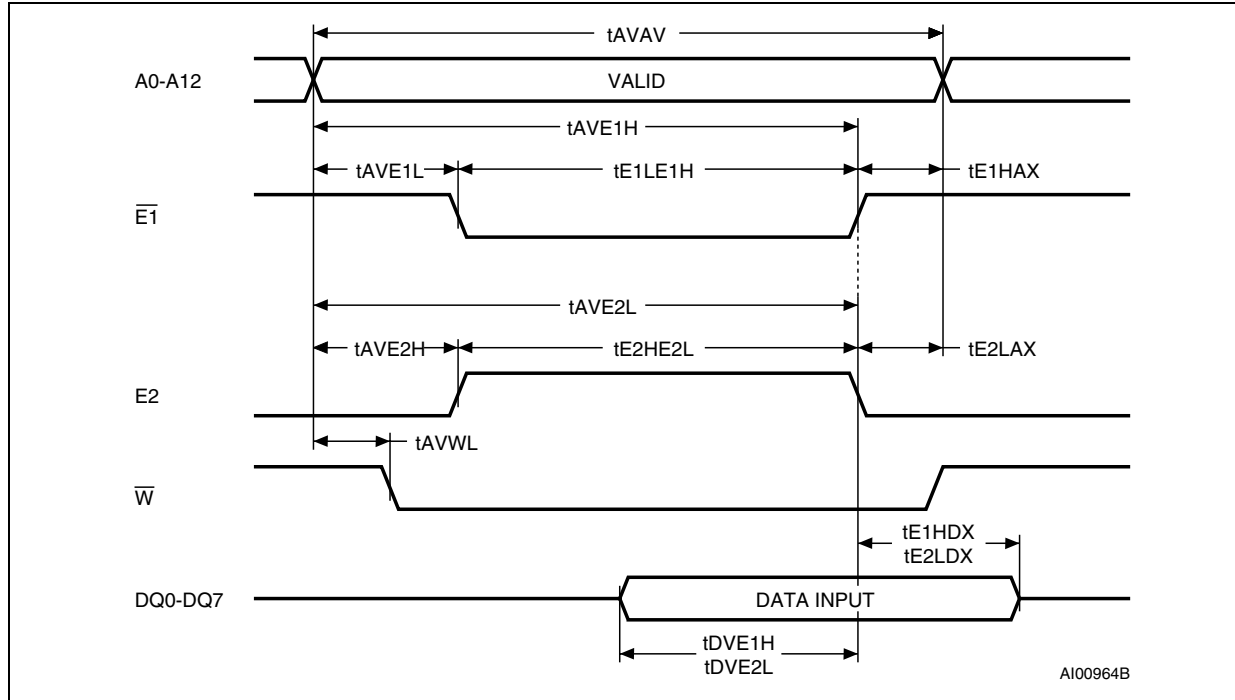 tAVAV
A0-A12 VALID
tAVE1H
tAVE1L tE1LE1H tE1HAX
E1
tAVE2L
tAVE2H tE2HE2L tE2LAX
E2
tAVWL
W
tE1HDX
tE2LDX
DQ0-DQ7 DATA INPUT
tDVE1H
tDVE2L
AI00964B